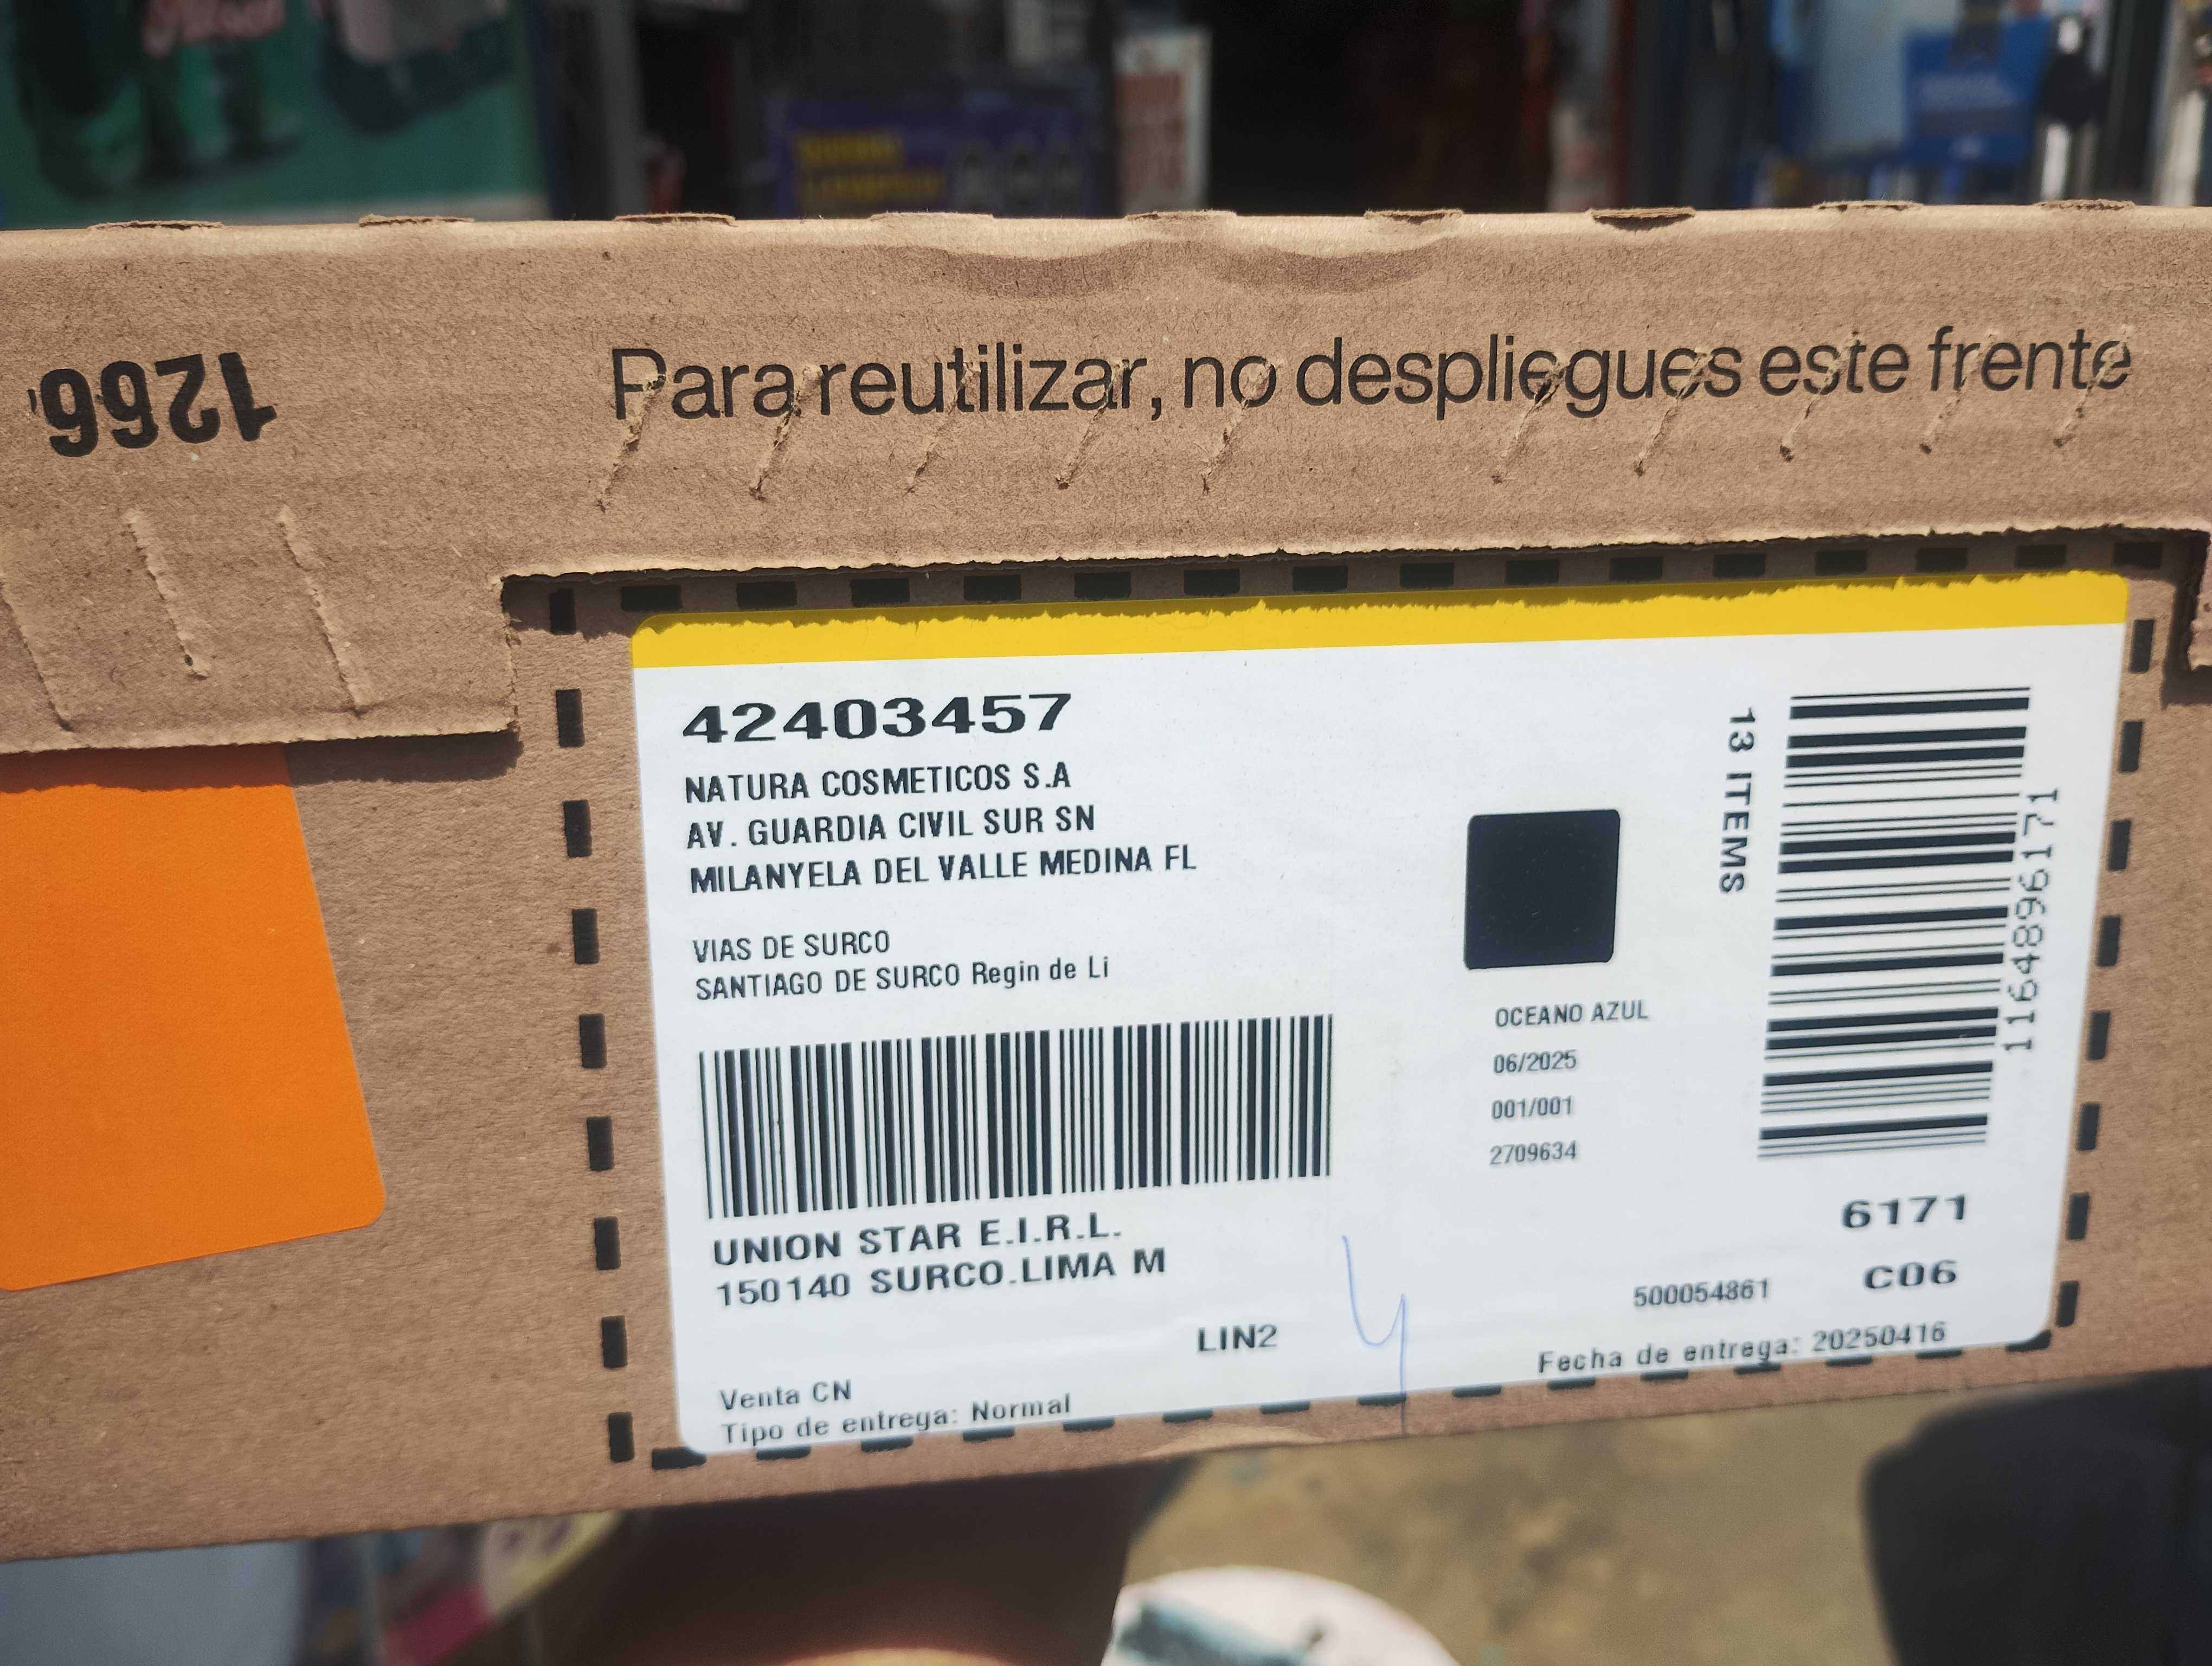 1266
Para reutilizar, no despliegues este frente
42403457
NATURA COSMETICOS S.A
AV. GUARDIA CIVIL SUR SN
MILANYELA DEL VALLE MEDINA FL
VIAS DE SURCO
SANTIAGO DE SURCO Regin de Li
UNION STAR E.I.R.L.
150140 SURCO.LIMA M
LIN2
Venta CN
Tipo de entrega: Normal
OCEANO AZUL
06/2025
001/001
2709634
13 ITEMS
11648966171
6171
C06
500054861
Fecha de entrega: 20250416